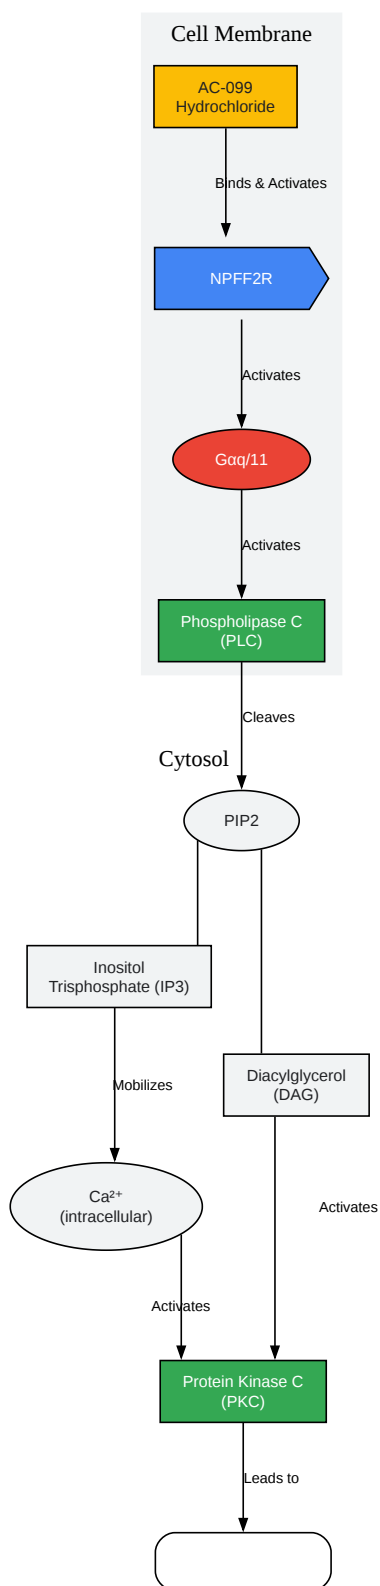 Cell Membrane
AC-099
Hydrochloride
Binds & Activates
NPFF2R
Activates
Gαq/11
Activates
Phospholipase C
(PLC)
Cleaves
Cytosol
PIP2
Inositol
Trisphosphate (IP3)
Diacylglycerol
(DAG)
Mobilizes
Ca²⁺
(intracellular)
Activates
Activates
Protein Kinase C
(PKC)
Leads to